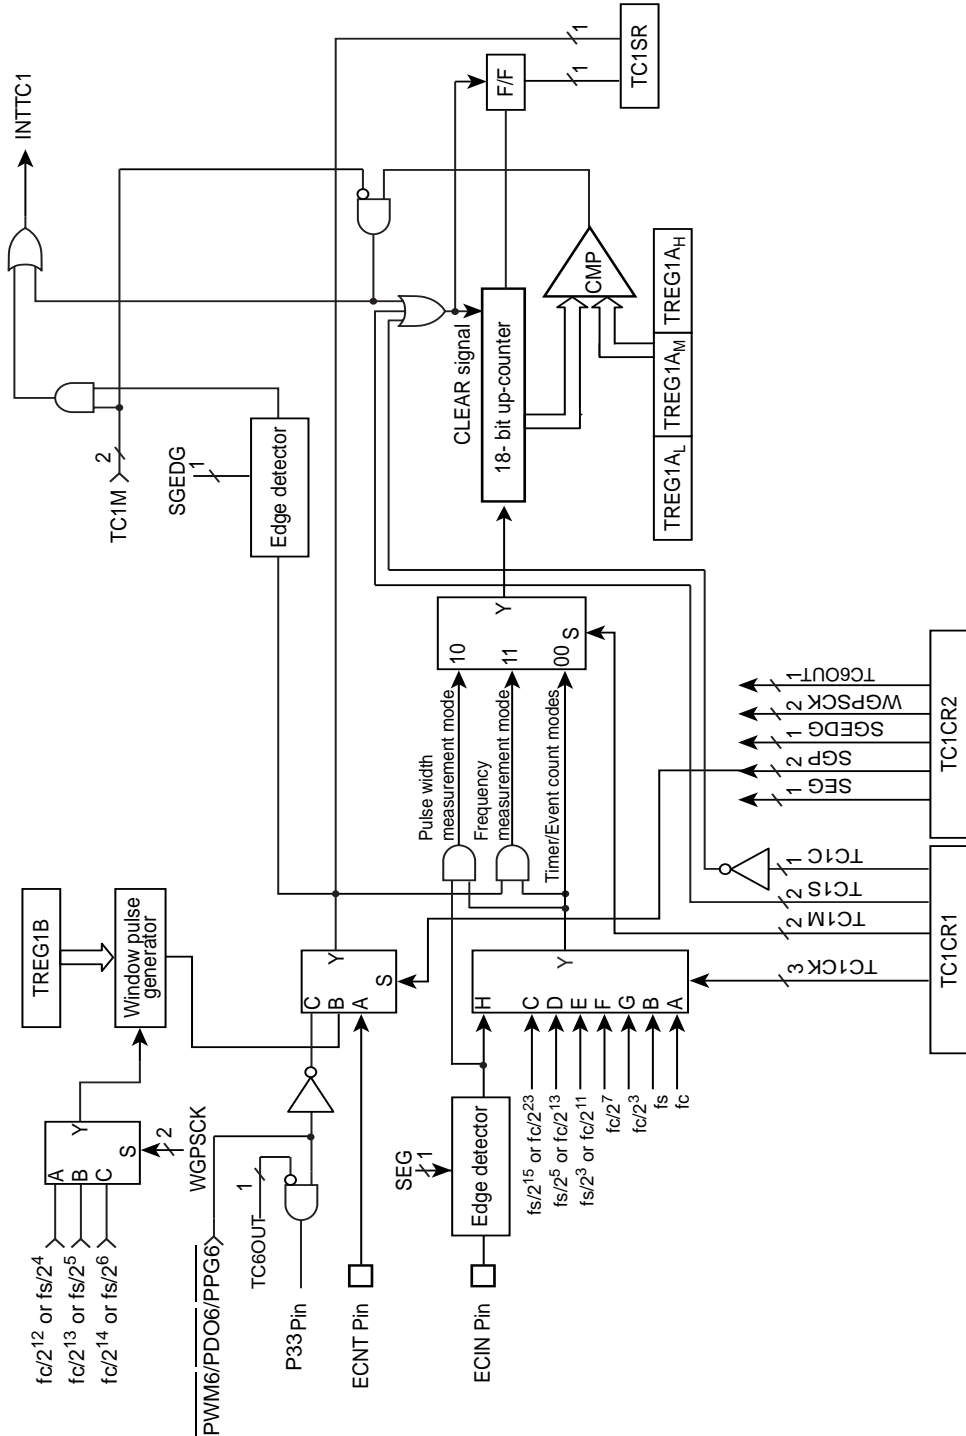 fc/2^12 or fs/2^4
fc/2^13 or fs/2^5
fc/2^14 or fs/2^6
A
B
C
Y
S
2
WGPSCK
TREG1B
Window pulse
generator
PWM6/PDO6/PPG6
TC6OUT
1
P33 Pin
ECNT Pin
C
B
A
Y
S
ECIN Pin
SEG
1
Edge detector
fs/2^15 or fc/2^23
fs/2^5 or fc/2^13
fs/2^3 or fc/2^11
fc/2^7
fc/2^3
fs
fc
H
C
D
E
F
G
B
A
Y
TC1M
2
SGEDG
1
Edge detector
INTTC1
Pulse width
measurement mode
Frequency
measurement mode
Timer/Event count modes
10
11
00
Y
S
CLEAR signal
18- bit up-counter
F/F
1
1
TC1SR
CMP
TREG1A_L
TREG1A_M
TREG1A_H
3
TC1CK
2
TC1M
2
TC1S
1
TC1C
TC1CR1
1
SEG
2
SGP
1
SGEDG
2
WGPSCK
1
TC6OUT
TC1CR2